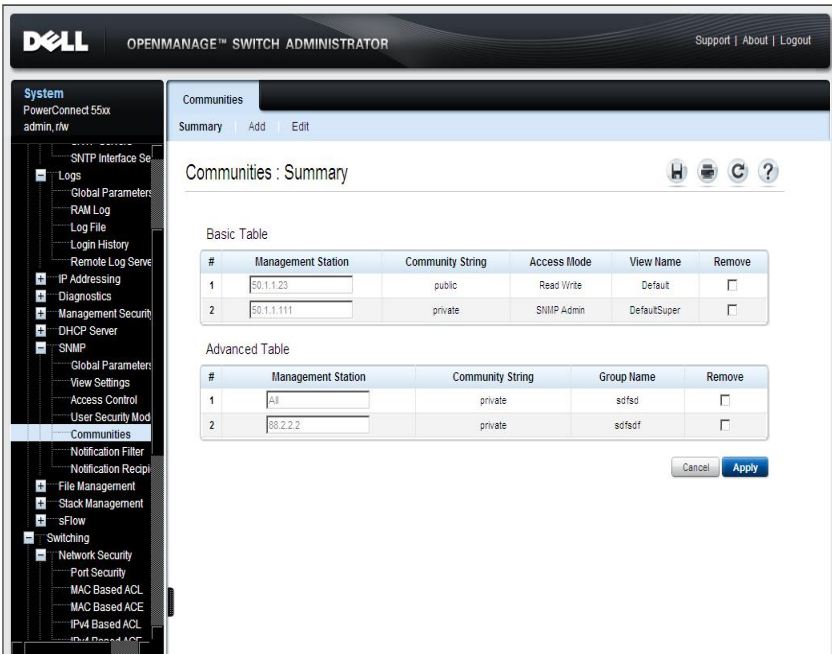 DELL OPENMANAGE™ SWITCH ADMINISTRATOR Support | About | Logout
System
PowerConnect 55xx
admin, r/w
SNTP Interface Se
Logs
Global Parameters
RAM Log
Log File
Login History
Remote Log Serve
IP Addressing
Diagnostics
Management Securit
DHCP Server
SNMP
Global Parameters
View Settings
Access Control
User Security Mod
Communities
Notification Filter
Notification Recipi
File Management
Stack Management
sFlow
Switching
Network Security
Port Security
MAC Based ACL
MAC Based ACE
IPv4 Based ACL
IPv4 Based ACE
Communities
Summary Add Edit
Communities : Summary
Basic Table
# Management Station Community String Access Mode View Name Remove
1 50.1.1.23 public Read Write Default
2 50.1.1.111 private SNMP Admin DefaultSuper
Advanced Table
# Management Station Community String Group Name Remove
1 All private sdfsd
2 88.2.2.2 private sdfsdf
Cancel Apply